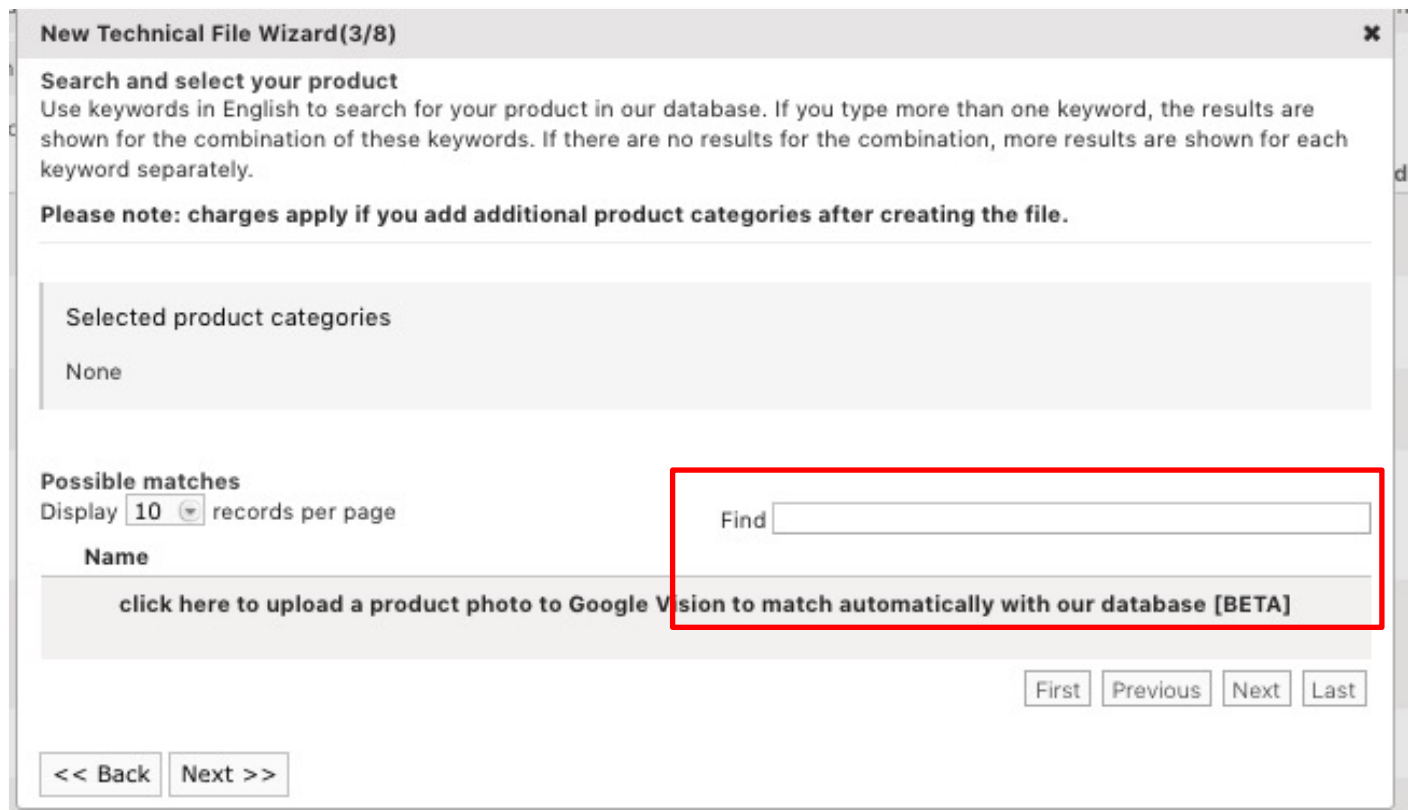 New Technical File Wizard(3/8)
Search and select your product
Use keywords in English to search for your product in our database. If you type more than one keyword, the results are
shown for the combination of these keywords. If there are no results for the combination, more results are shown for each
keyword separately.
Please note: charges apply if you add additional product categories after creating the file.
Selected product categories
None
Possible matches
Display 10 records per page
Find
Name
click here to upload a product photo to Google Vision to match automatically with our database [BETA]
First Previous Next Last
<< Back Next >>